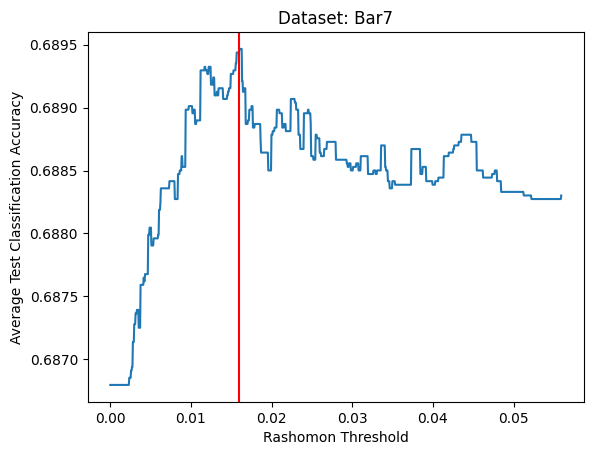 Dataset: Bar7
Average Test Classification Accuracy
0.6895
0.6890
0.6885
0.6880
0.6875
0.6870
0.00 0.01 0.02 0.03 0.04 0.05
Rashomon Threshold